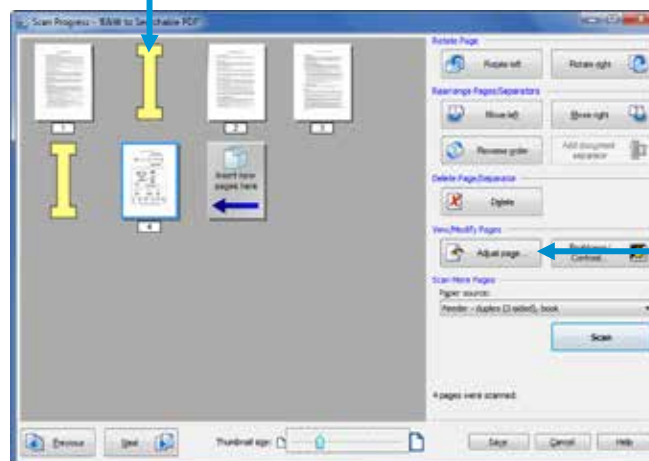 Scan Progress - "B&W to Searchable PDF"
1
2
3
Insert new
pages here
4
Rotate Page
Rotate left
Rotate right
Rearrange Pages/Separators
Move left
Move right
Reverse order
Add document
separator
Delete Page/Separator
Delete
View/Modify Pages
Adjust page...
Brightness /
Contrast...
Scan More Pages
Paper source:
Feeder - duplex (2 sided), book
Scan
4 pages were scanned.
Previous
Next
Thumbnail size:
Save
Cancel
Help